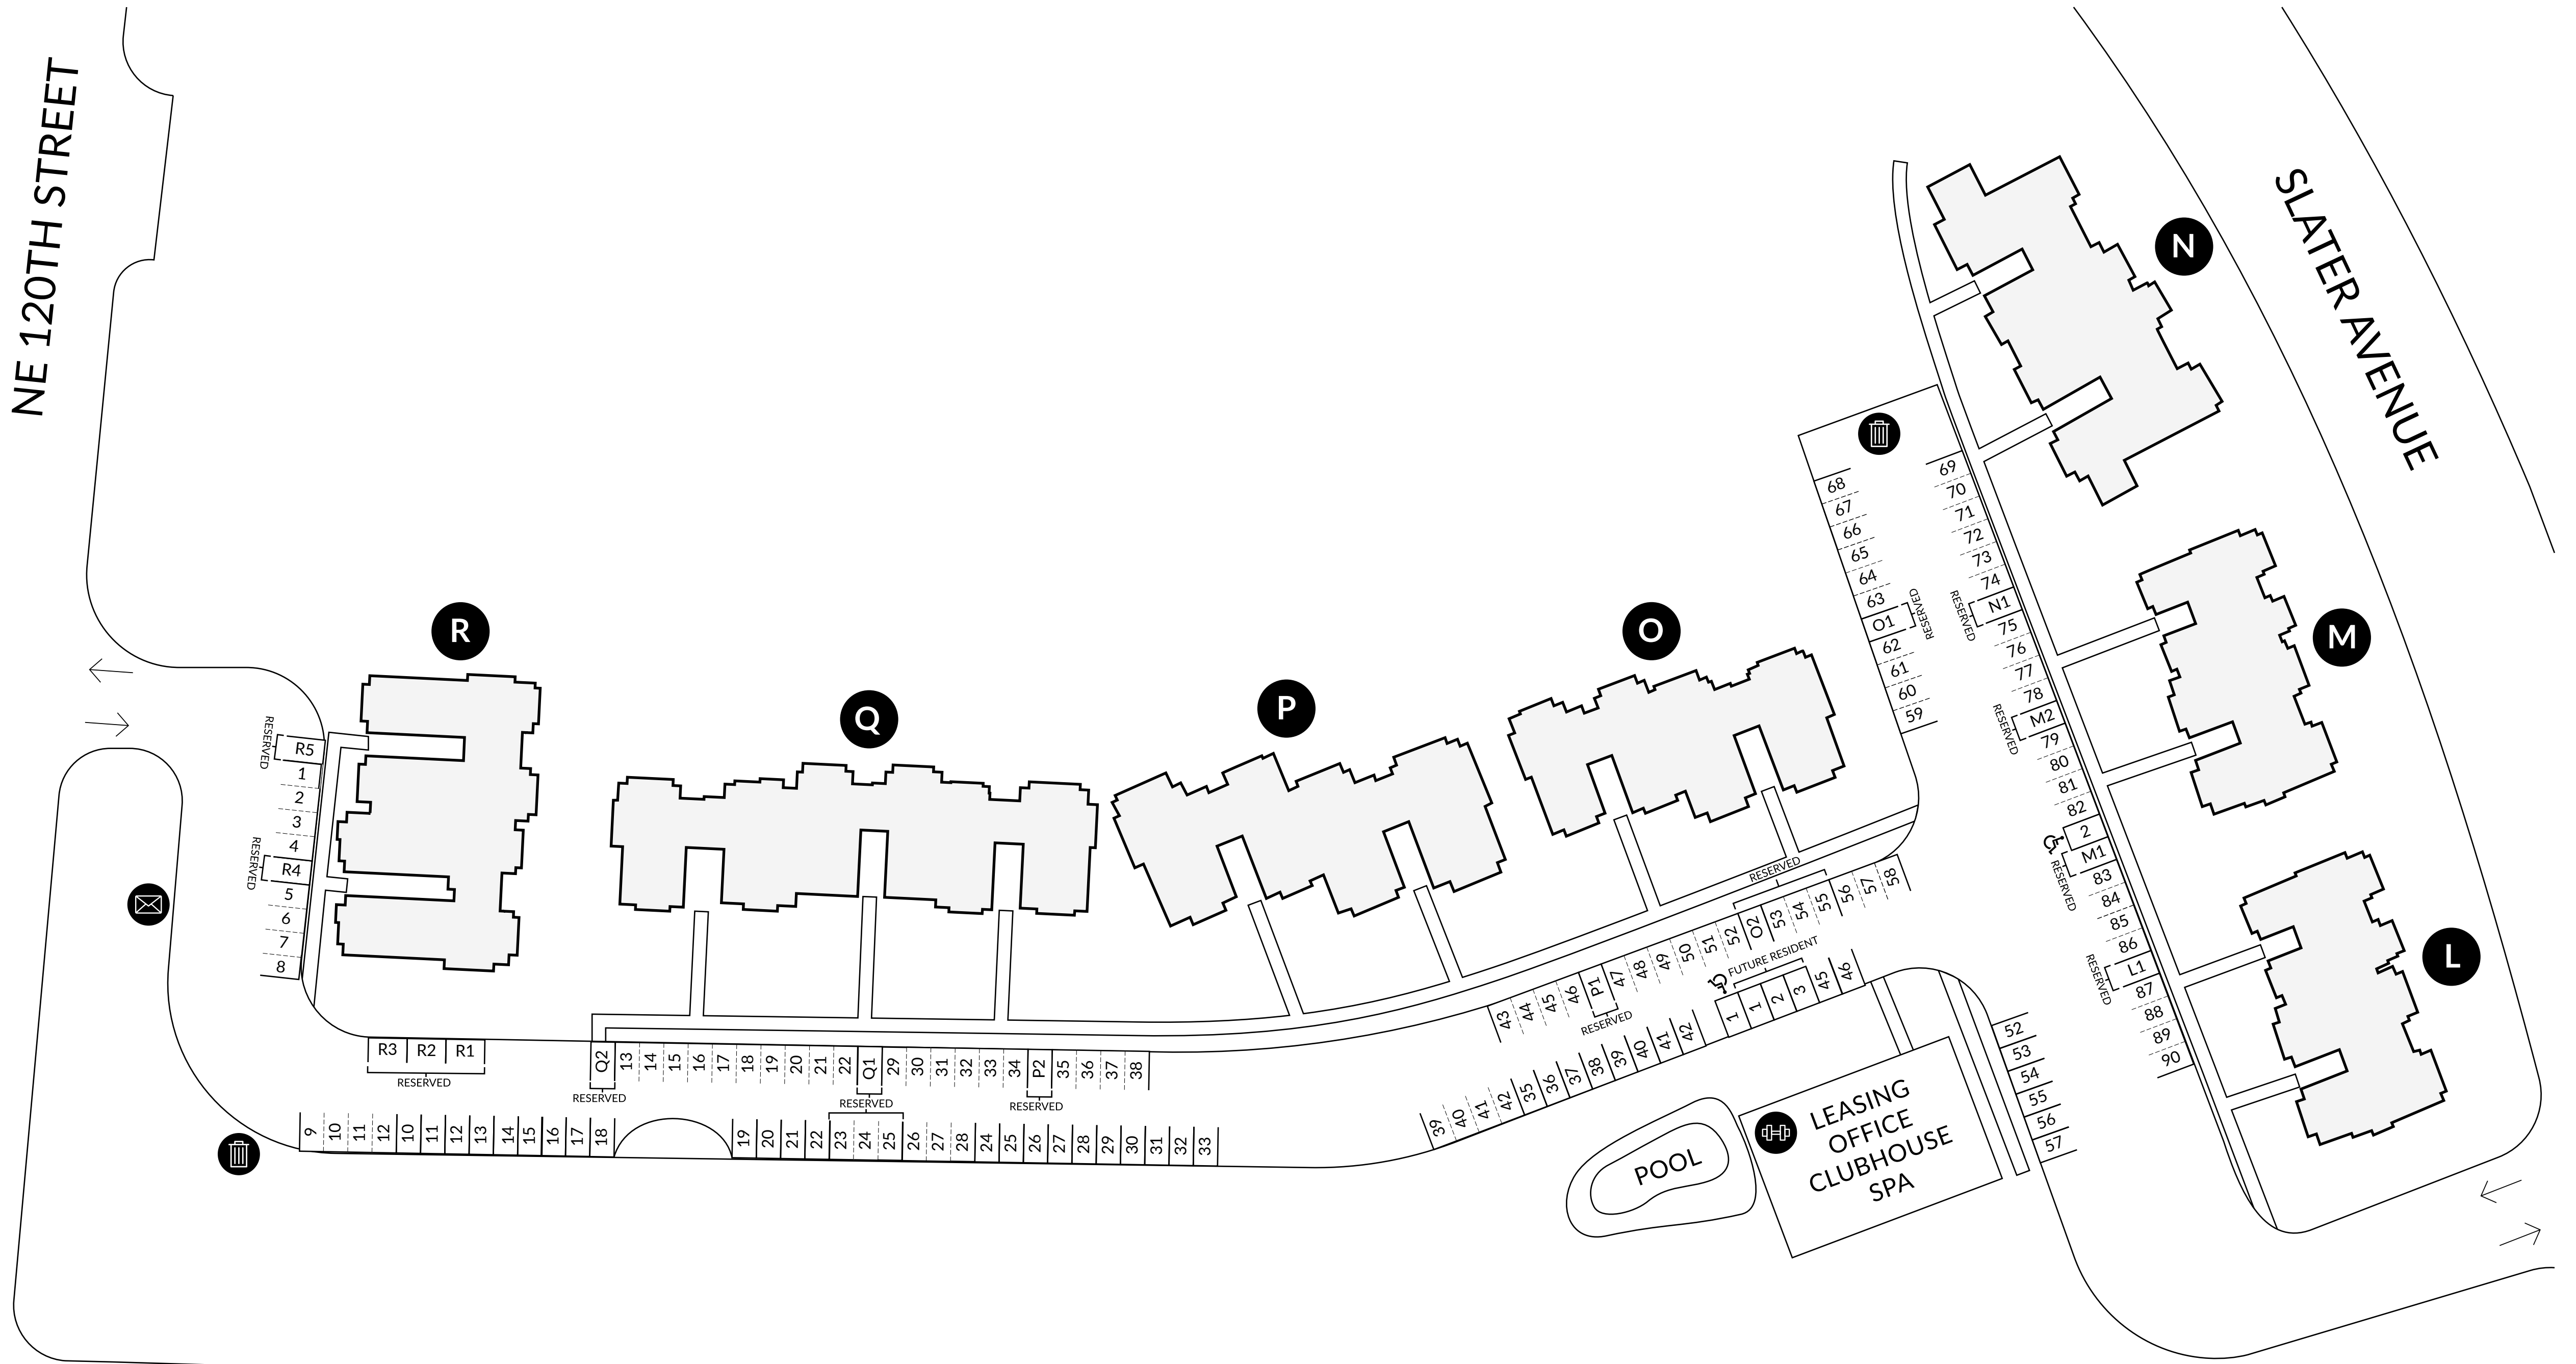 NE 120TH STREET
SLATER AVENUE
N
M
L
O
P
Q
R
68
67
66
65
64
63
O1
RESERVED
62
61
60
59
69
70
71
72
73
74
N1
RESERVED
75
76
77
78
M2
RESERVED
79
80
81
82
2
M1
RESERVED
83
84
85
86
L1
RESERVED
87
88
89
90
RESERVED
R5
1
2
3
4
RESERVED
R4
5
6
7
8
R3 R2 R1
RESERVED
Q2 13 14 15 16 17 18 19 20 21 22 Q1 29 30 31 32 33 34 P2 35 36 37 38
RESERVED
RESERVED
RESERVED
9 10 11 12 10 11 12 13 14 15 16 17 18
19 20 21 22 23 24 25 26 27 28 24 25 26 27 28 29 30 31 32 33
43 44 45 46 P1 47 48 49 50 51 52 O2 53 54 55 56 57 58
RESERVED
RESERVED
39 40 41 42 35 36 37 38 39 40 41 42
FUTURE RESIDENT
1 1 2 3 45 46
52
53
54
55
56
57
POOL
LEASING
OFFICE
CLUBHOUSE
SPA